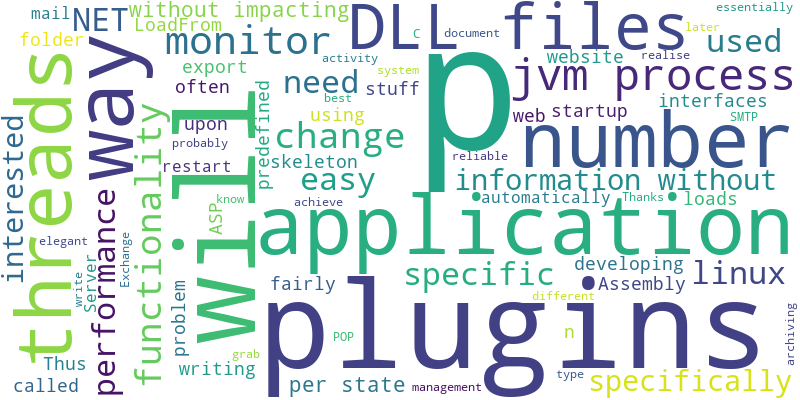 mail
NET
without impacting
LoadFrom
folder
monitor
DLL
files
document
essentially
later
used
realise
export
often
need
activity
C
system
stuff
best
website
jvm process
interfaces
threads
way
functionality
will
predefined
upon
using
change
p
web
startup
number
SMTP
interested
probably
restart
skeleton
easy
reliable
information without
performance
ASP
know
achieve
application
automatically
Thanks
loads
elegant
Exchange
Server
write
problem
specific
developing
linux
fairly
Assembly
plugins
different
Thus
called
writing
grab
POP
per state
management
n
type
specifically
archiving